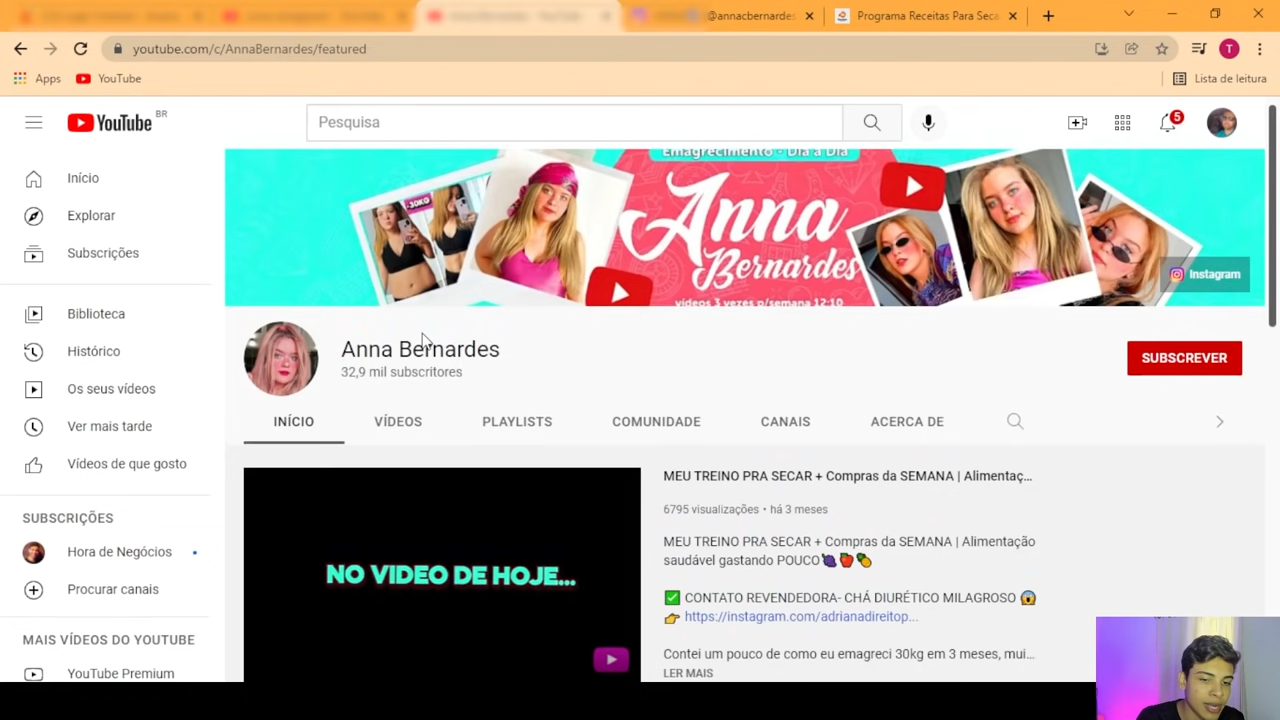 @annacbernardes
Programa Receitas Para Seca
youtube.com/c/AnnaBernardes/featured
Apps
YouTube
Lista de leitura
YouTube BR
Pesquisa
5
T
Emagrecimento - Dia a Dia
-30KG
Anna
Bernardes
vídeos 3 vezes p/semana 12:10
Instagram
Início
Explorar
Subscrições
Biblioteca
Histórico
Os seus vídeos
Ver mais tarde
Vídeos de que gosto
SUBSCRIÇÕES
Hora de Negócios
Procurar canais
MAIS VÍDEOS DO YOUTUBE
YouTube Premium
Anna Bernardes
32,9 mil subscritores
SUBSCREVER
INÍCIO VÍDEOS PLAYLISTS COMUNIDADE CANAIS ACERCA DE
NO VIDEO DE HOJE...
MEU TREINO PRA SECAR + Compras da SEMANA | Alimentaç...
6795 visualizações • há 3 meses
MEU TREINO PRA SECAR + Compras da SEMANA | Alimentação
saudável gastando POUCO🍇🍎🍍
✅ CONTATO REVENDEDORA- CHÁ DIURÉTICO MILAGROSO 😱
👉 https://instagram.com/adrianadireitop...
Contei um pouco de como eu emagreci 30kg em 3 meses, mui...
LER MAIS